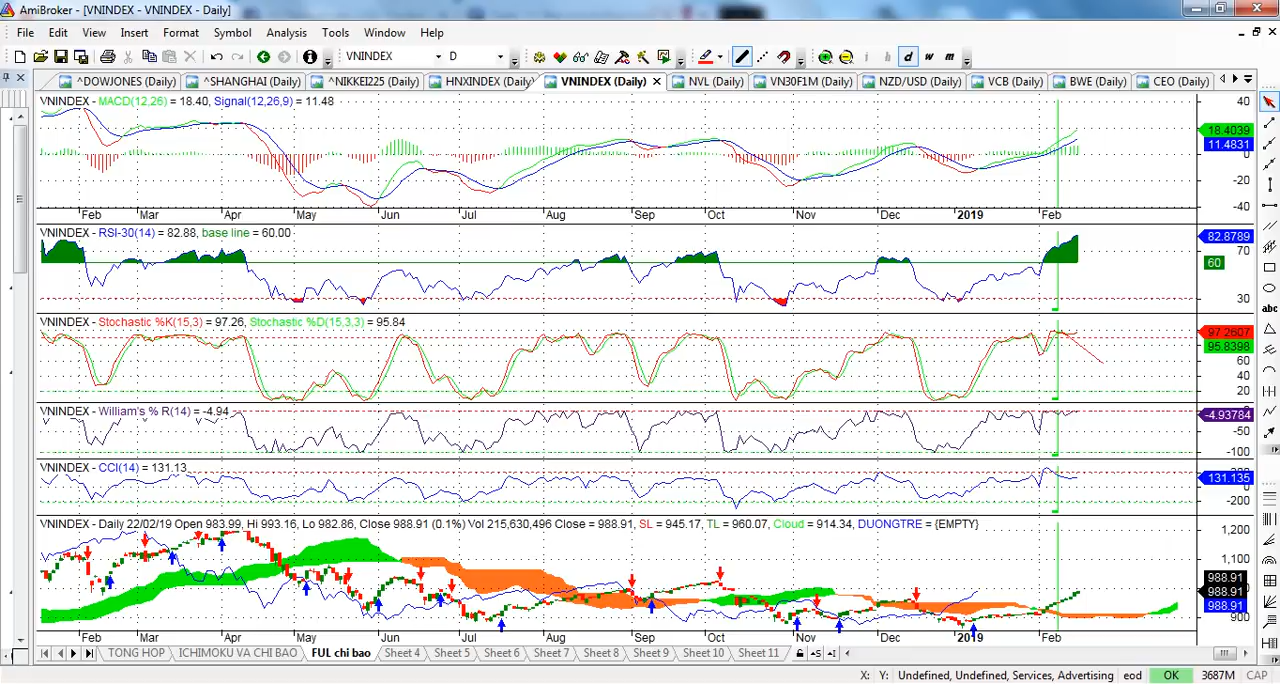 AmiBroker - [VNINDEX - VNINDEX - Daily]
File Edit View Insert Format Symbol Analysis Tools Window Help
VNINDEX D i h d w m
^DOWJONES (Daily) ^SHANGHAI (Daily) ^NIKKEI225 (Daily) HNXINDEX (Daily) VNINDEX (Daily) NVL (Daily) VN30F1M (Daily) NZD/USD (Daily) VCB (Daily) BWE (Daily) CEO (Daily)
VNINDEX - MACD(12,26) = 18.40, Signal(12,26,9) = 11.48
40
18.4039
11.4831
0
-20
-40
Feb Mar Apr May Jun Jul Aug Sep Oct Nov Dec 2019 Feb
VNINDEX - RSI-30(14) = 82.88, base line = 60.00
82.8789
70
60
30
VNINDEX - Stochastic %K(15,3) = 97.26, Stochastic %D(15,3,3) = 95.84
97.2607
95.8398
60
40
20
VNINDEX - William's % R(14) = -4.94
-4.93784
-50
-100
VNINDEX - CCI(14) = 131.13
131.135
0
-200
VNINDEX - Daily 22/02/19 Open 983.99, Hi 993.16, Lo 982.86, Close 988.91 (0.1%) Vol 215,630,496 Close = 988.91, SL = 945.17, TL = 960.07, Cloud = 914.34, DUONGTRE = {EMPTY}
1,200
1,100
988.91
988.91
988.91
900
Feb Mar Apr May Jun Jul Aug Sep Oct Nov Dec 2019 Feb
TONG HOP ICHIMOKU VA CHI BAO FUL chi bao Sheet 4 Sheet 5 Sheet 6 Sheet 7 Sheet 8 Sheet 9 Sheet 10 Sheet 11
X: Y: Undefined, Undefined, Services, Advertising eod OK 3687M CAP
abc